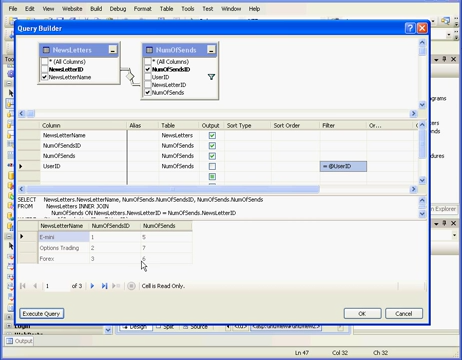 File Edit View Website Build Debug Data Format Table Tools Test Window Help
Query Builder
NewsLetters
* (All Columns)
NewsLetterID
NewsLetterName
NumOfSends
* (All Columns)
NumOfSendsID
UserID
NewsLetterID
NumOfSends
Column Alias Table Output Sort Type Sort Order Filter Or...
NewsLetterName NewsLetters
NumOfSendsID NumOfSends
NumOfSends NumOfSends
UserID NumOfSends = @UserID
SELECT NewsLetters.NewsLetterName, NumOfSends.NumOfSendsID, NumOfSends.NumOfSends
FROM NewsLetters INNER JOIN
NumOfSends ON NewsLetters.NewsLetterID = NumOfSends.NewsLetterID
NewsLetterName NumOfSendsID NumOfSends
E-mini 1 5
Options Trading 2 7
Forex 3 6
1 of 3 Cell is Read Only.
Execute Query OK Cancel
Design Split Source
Output
Ln 47 Col 32 Ch 32